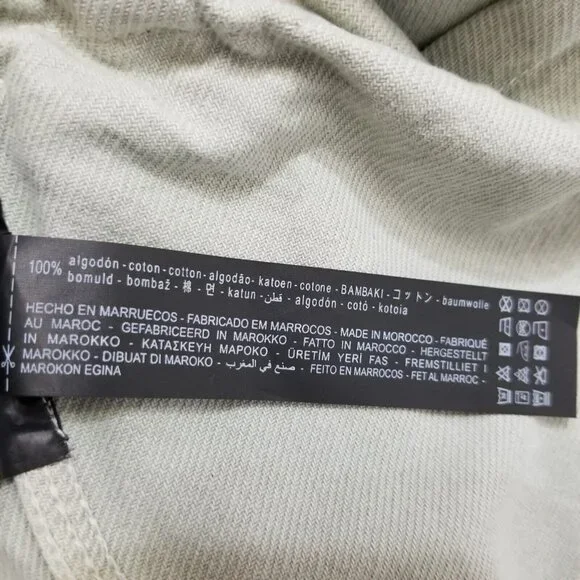 100% algodón - coton - cotton - algodão - katoen - cotone - BAMBAKI - コットン - baumwolle
bomuld - bombaž - 棉 - 면 - katun - قطن - algodón - cotó - kotoia
HECHO EN MARRUECOS - FABRICADO EM MARROCOS - MADE IN MOROCCO - FABRIQUÉ
AU MAROC - GEFABRICEERD IN MAROKKO - FATTO IN MAROCCO - HERGESTELLT
IN MAROKKO - ΚΑΤΑΣΚΕΥΗ ΜΑΡΟΚΟ - ÜRETİM YERİ FAS - FREMSTILLIET I
MAROKKO - DIBUAT DI MAROKO - صنع في المغرب - FEITO EN MARROCOS - FET AL MARROC -
MAROKON EGINA